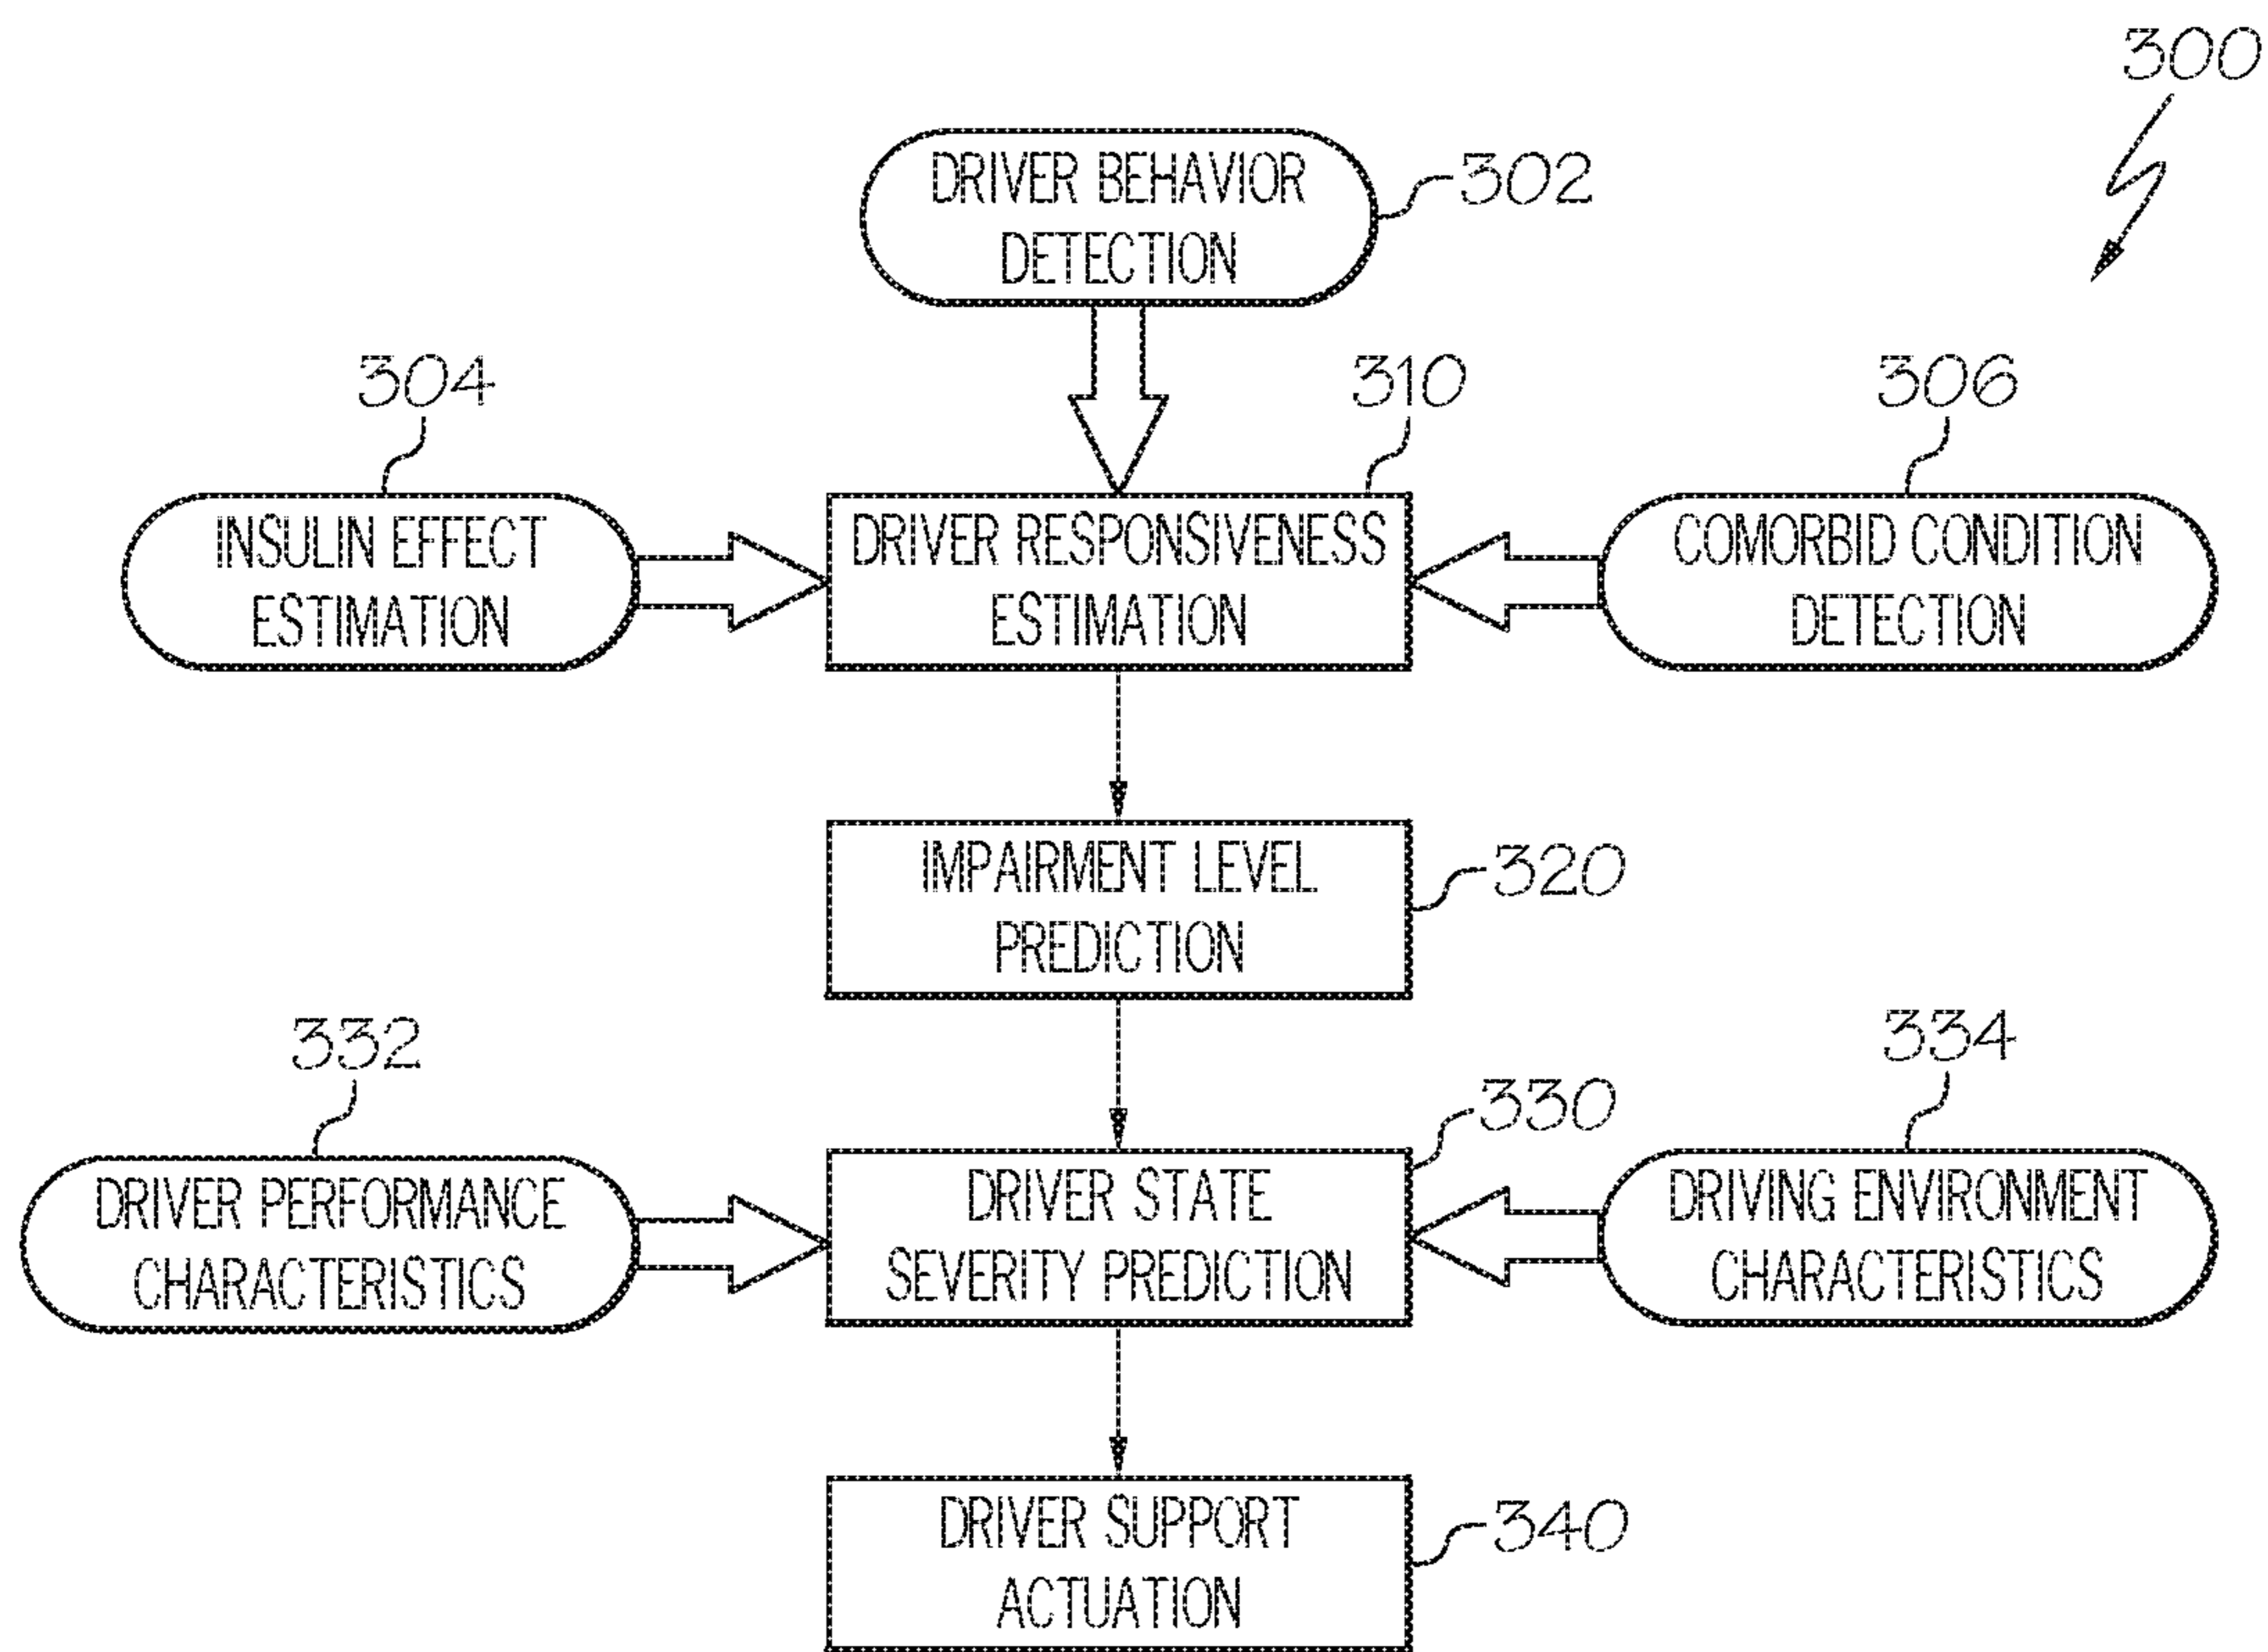 300
DRIVER BEHAVIOR
DETECTION
302
304
310
306
INSULIN EFFECT
ESTIMATION
DRIVER RESPONSIVENESS
ESTIMATION
COMORBID CONDITION
DETECTION
IMPAIRMENT LEVEL
PREDICTION
320
332
330
334
DRIVER PERFORMANCE
CHARACTERISTICS
DRIVER STATE
SEVERITY PREDICTION
DRIVING ENVIRONMENT
CHARACTERISTICS
DRIVER SUPPORT
ACTUATION
340